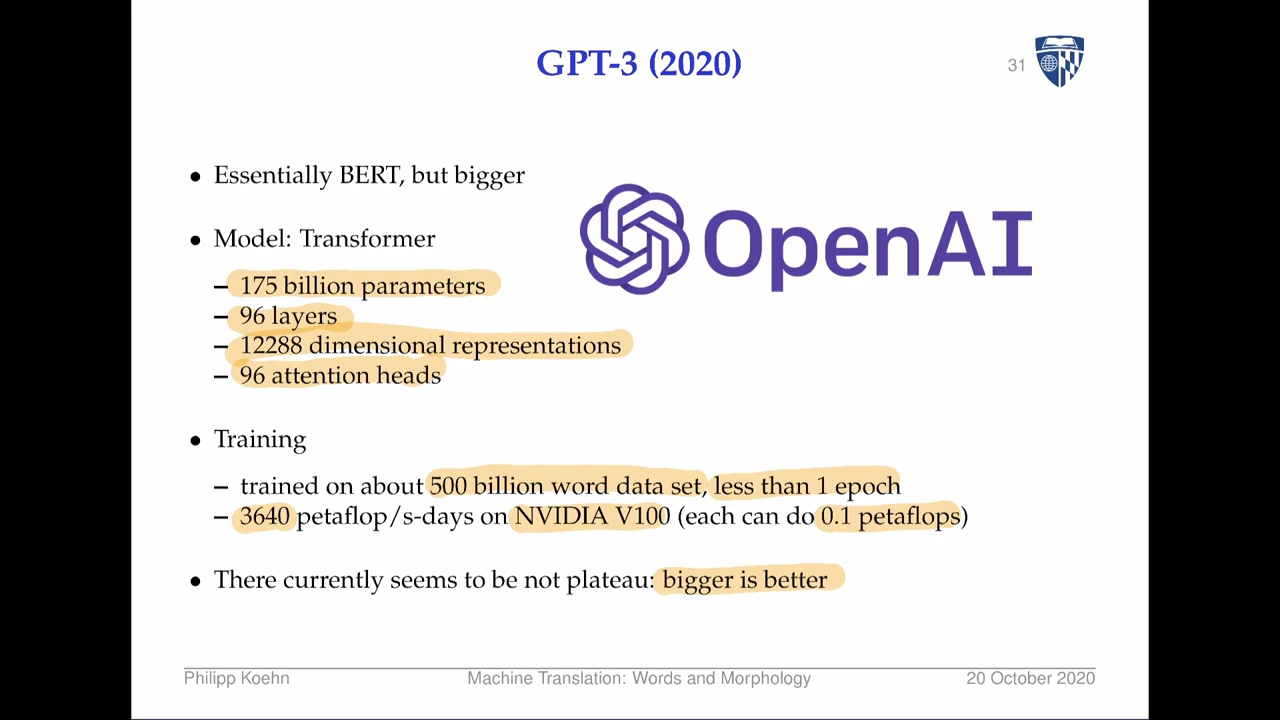 GPT-3 (2020)
31
• Essentially BERT, but bigger
OpenAI
• Model: Transformer
– 175 billion parameters
– 96 layers
– 12288 dimensional representations
– 96 attention heads
• Training
– trained on about 500 billion word data set, less than 1 epoch
– 3640 petaflop/s-days on NVIDIA V100 (each can do 0.1 petaflops)
• There currently seems to be not plateau: bigger is better
Philipp Koehn Machine Translation: Words and Morphology 20 October 2020